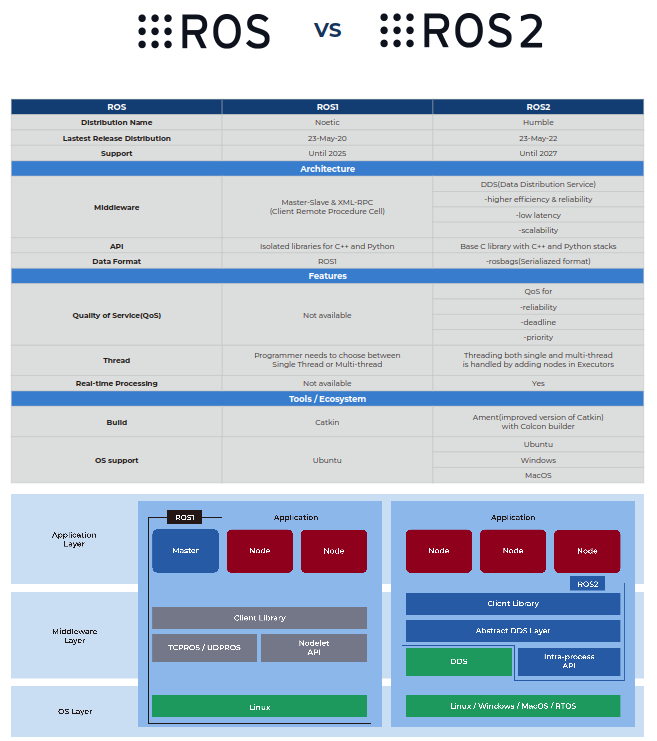 ROS VS ROS2
ROS ROS1 ROS2
Distribution Name Noetic Humble
Lastest Release Distribution 23-May-20 23-May-22
Support Until 2025 Until 2027
Architecture
Middleware
Master-Slave & XML-RPC
(Client Remote Procedure Cell)
DDS(Data Distribution Service)
-higher efficiency & reliability
-low latency
-scalability
API Isolated libraries for C++ and Python Base C library with C++ and Python stacks
Data Format ROS1 -rosbags(Serialiazed format)
Features
Quality of Service(QoS) Not available
QoS for
-reliability
-deadline
-priority
Thread
Programmer needs to choose between
Single Thread or Multi-thread
Threading both single and multi-thread
is handled by adding nodes in Executors
Real-time Processing Not available Yes
Tools / Ecosystem
Build Catkin
Ament(improved version of Catkin)
with Colcon builder
OS support Ubuntu
Ubuntu
Windows
MacOS
Application
Layer
ROS1 Application
Master Node Node
Application
Node Node Node
ROS2
Middleware
Layer
Client Library
TCPROS / UDPROS
Nodelet
API
Client Library
Abstract DDS Layer
DDS
Intra-process
API
OS Layer
Linux
Linux / Windows / MacOS / RTOS